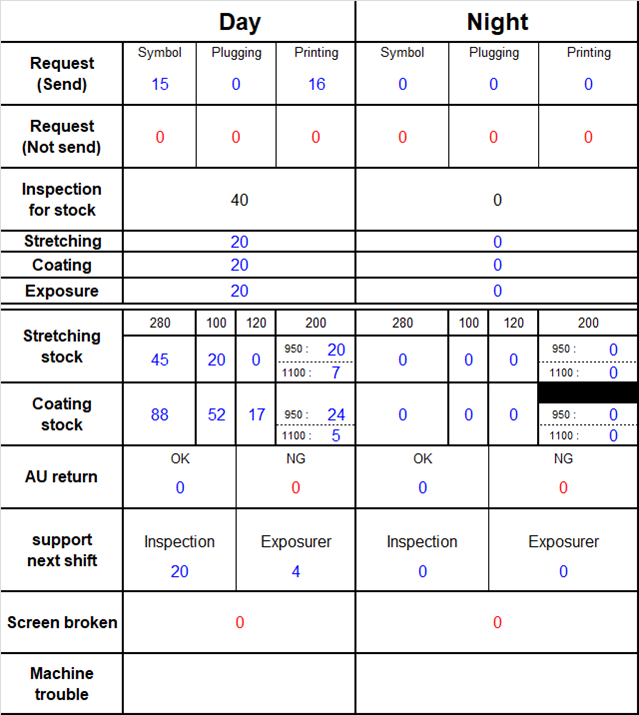 Day Night
Request
(Send)
Symbol Plugging Printing Symbol Plugging Printing
15 0 16 0 0 0
Request
(Not send)
0 0 0 0 0 0
Inspection
for stock
40 0
Stretching 20 0
Coating 20 0
Exposure 20 0
Stretching
stock
280 100 120 200 280 100 120 200
45 20 0 950 : 20 0 0 0 950 : 0
1100 : 7 1100 : 0
Coating
stock
88 52 17 950 : 24 0 0 0 950 : 0
1100 : 5 1100 : 0
AU return
OK NG OK NG
0 0 0 0
support
next shift
Inspection Exposurer Inspection Exposurer
20 4 0 0
Screen broken 0 0
Machine
trouble